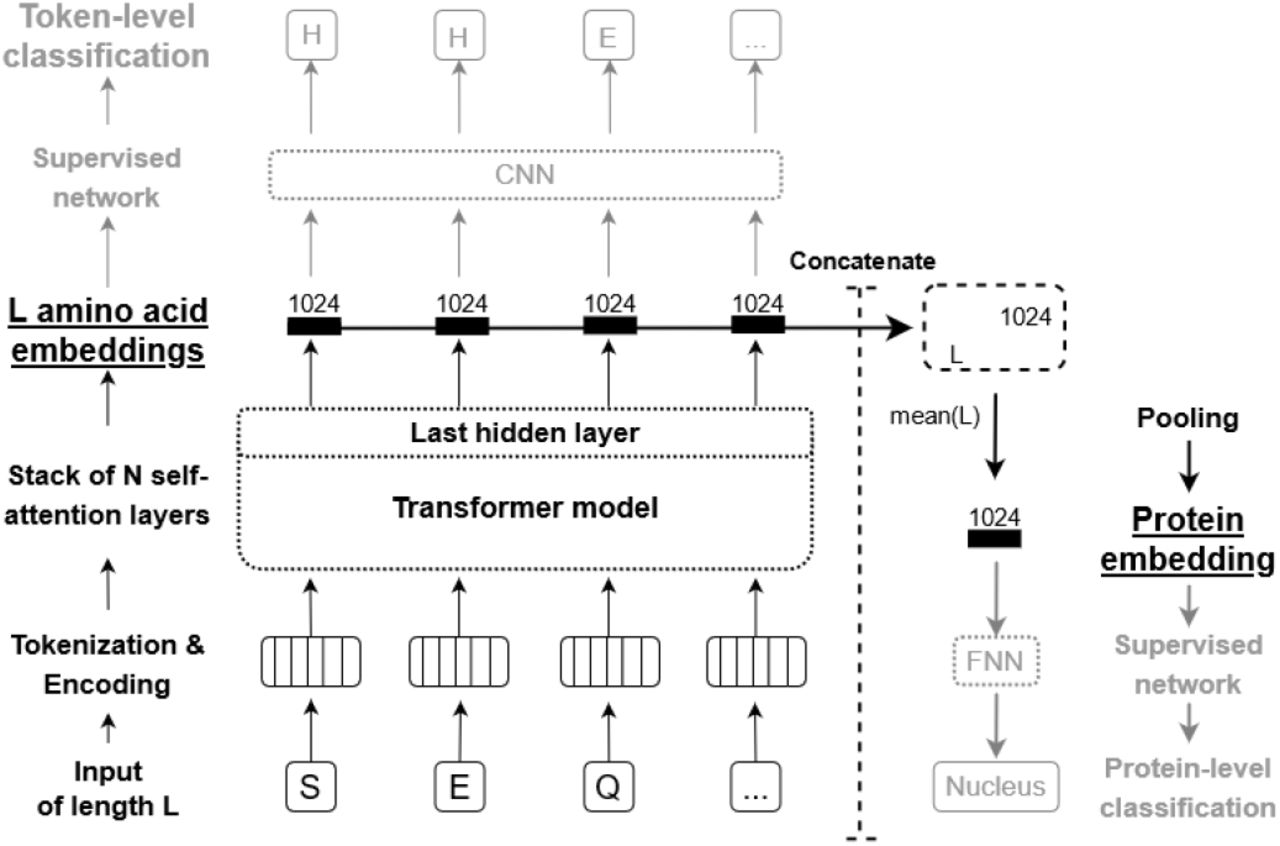 Token-level
classification
H
H
E
...
Supervised
network
CNN
L amino acid
embeddings
1024
1024
1024
1024
Concatenate
1024
L
mean(L)
Pooling
Stack of N self-
attention layers
Last hidden layer
Transformer model
1024
Protein
embedding
Tokenization &
Encoding
FNN
Supervised
network
Input
of length L
S
E
Q
...
Nucleus
Protein-level
classification